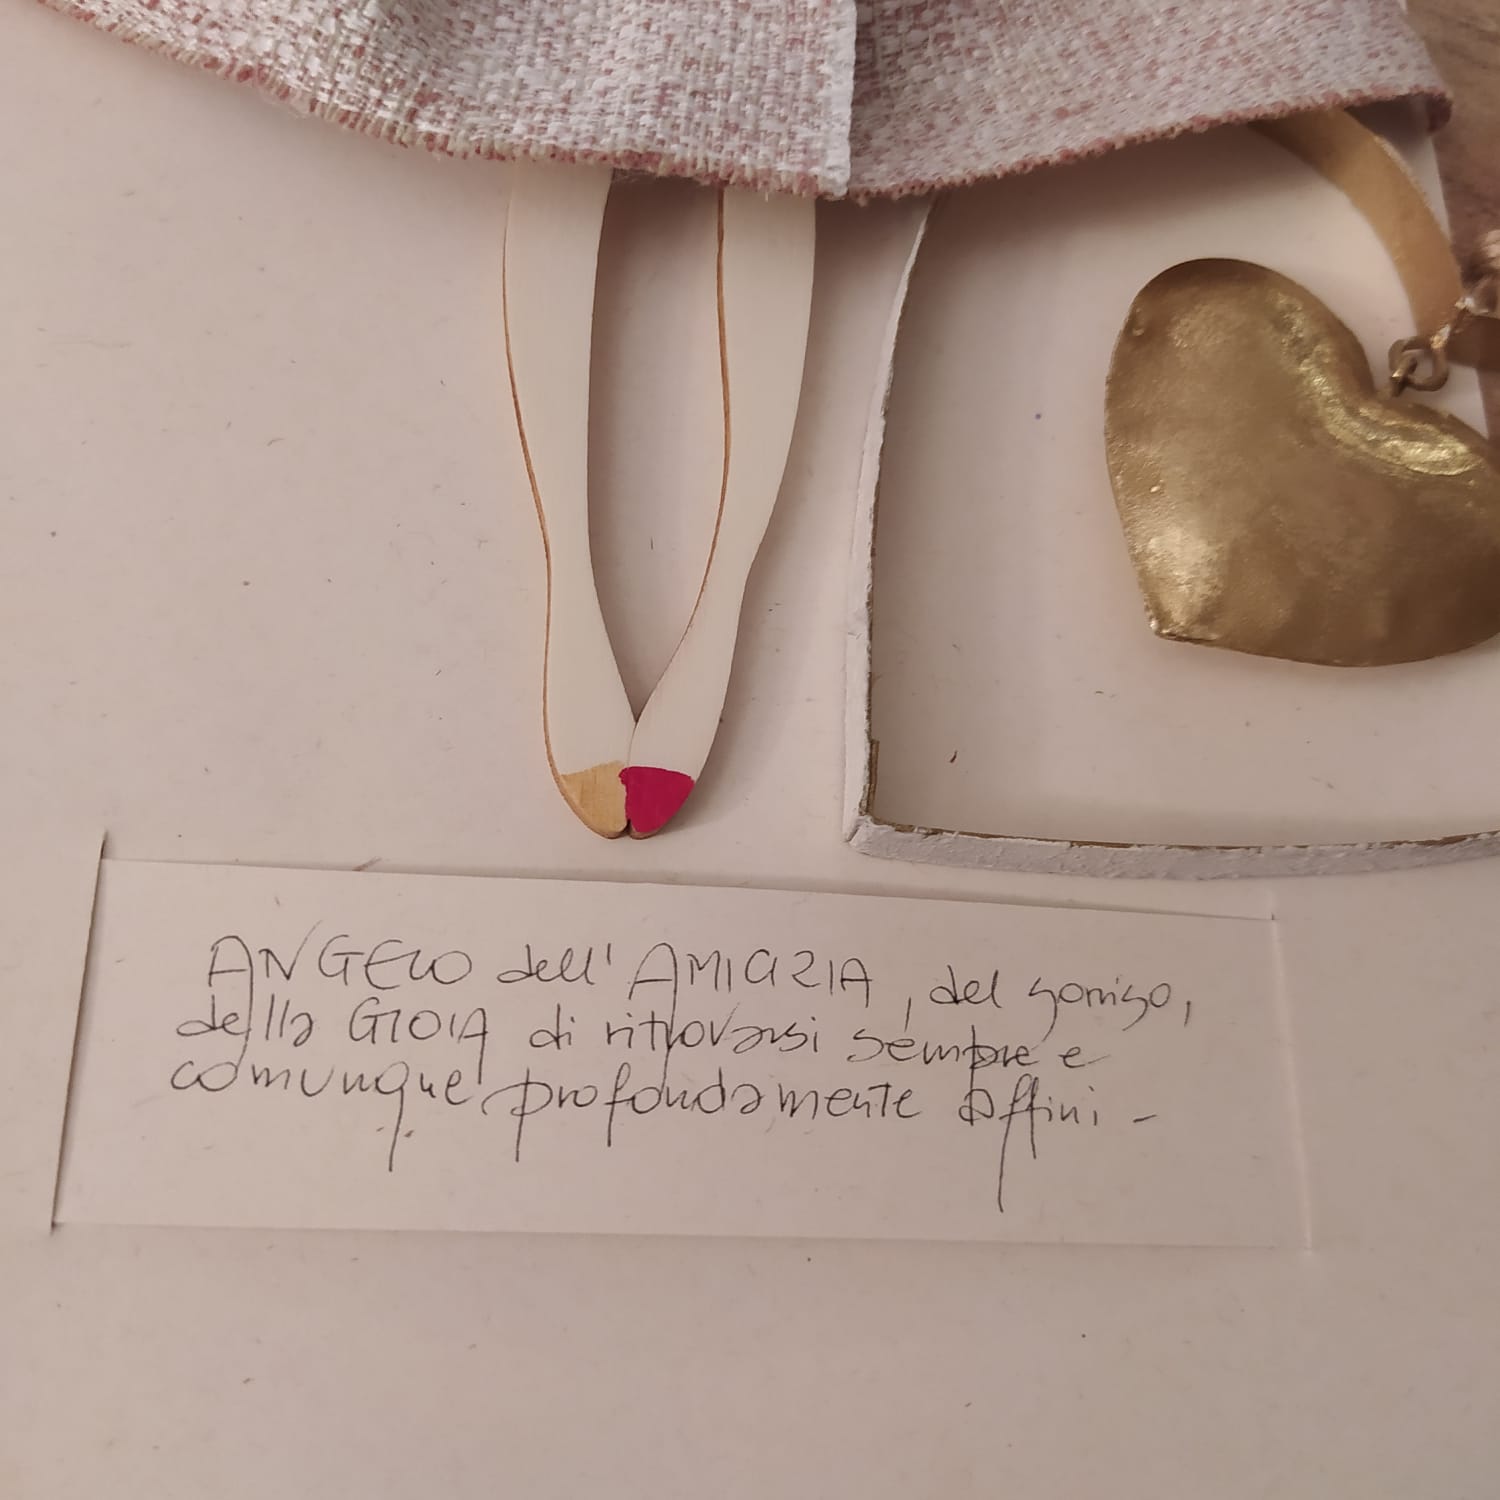 ANGELO dell'AMICIZIA, del sorriso,
della GIOIA di ritrovarsi sempre e
comunque profondamente affini -